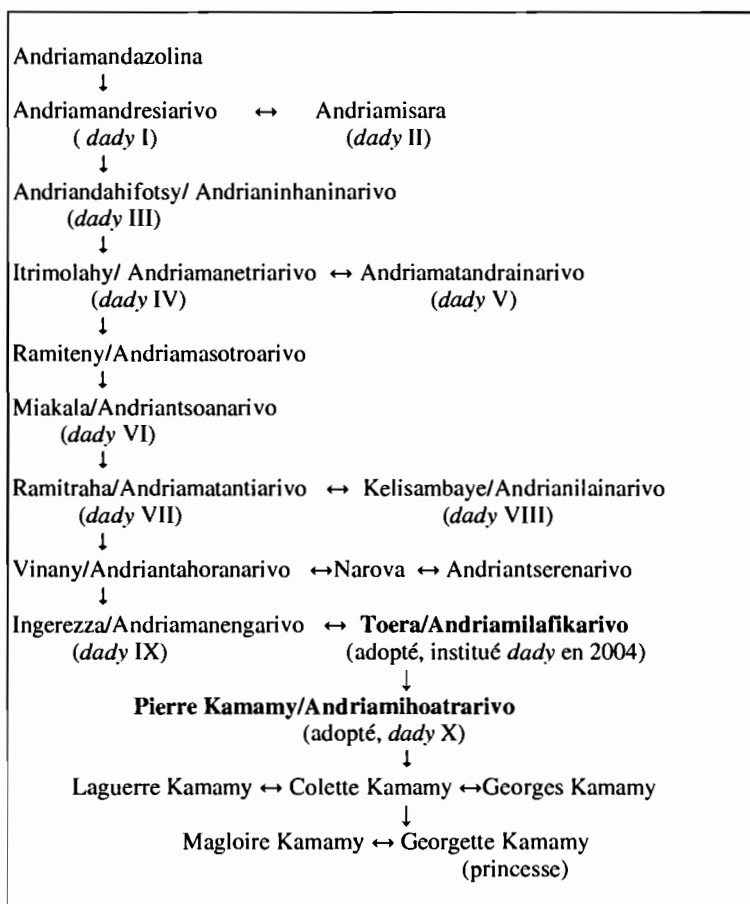 Andriamandazolina
↓
Andriamandresiarivo ↔ Andriamisara
( dady I) (dady II)
↓
Andriandahifotsy/ Andrianinhaninarivo
(dady III)
↓
Itrimolahy/ Andriamanetriarivo ↔ Andriamatandrainarivo
(dady IV) (dady V)
↓
Ramiteny/Andriamasotroarivo
↓
Miakala/Andriantsoanarivo
(dady VI)
↓
Ramitraha/Andriamatantiarivo ↔ Kelisambaye/Andrianilainarivo
(dady VII) (dady VIII)
↓
Vinany/Andriantahoranarivo ↔Narova ↔ Andriantserenarivo
↓
Ingerezza/Andriamanengarivo ↔ Toera/Andriamilafikarivo
(dady IX) (adopté, institué dady en 2004)
↓
Pierre Kamamy/Andriamihoatrarivo
(adopté, dady X)
↓
Laguerre Kamamy ↔ Colette Kamamy ↔Georges Kamamy
↓
Magloire Kamamy ↔ Georgette Kamamy
(princesse)